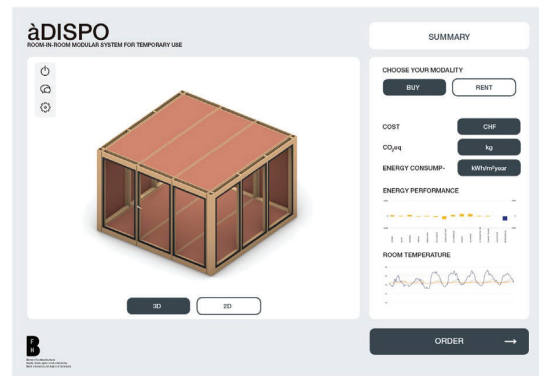 àDISPO
ROOM-IN-ROOM MODULAR SYSTEM FOR TEMPORARY USE
SUMMARY
CHOOSE YOUR MODALITY
BUY
RENT
COST
CHF
CO₂eq
kg
ENERGY CONSUMP-
kWh/m²year
ENERGY PERFORMANCE
ROOM TEMPERATURE
3D
2D
ORDER →
B
F
H